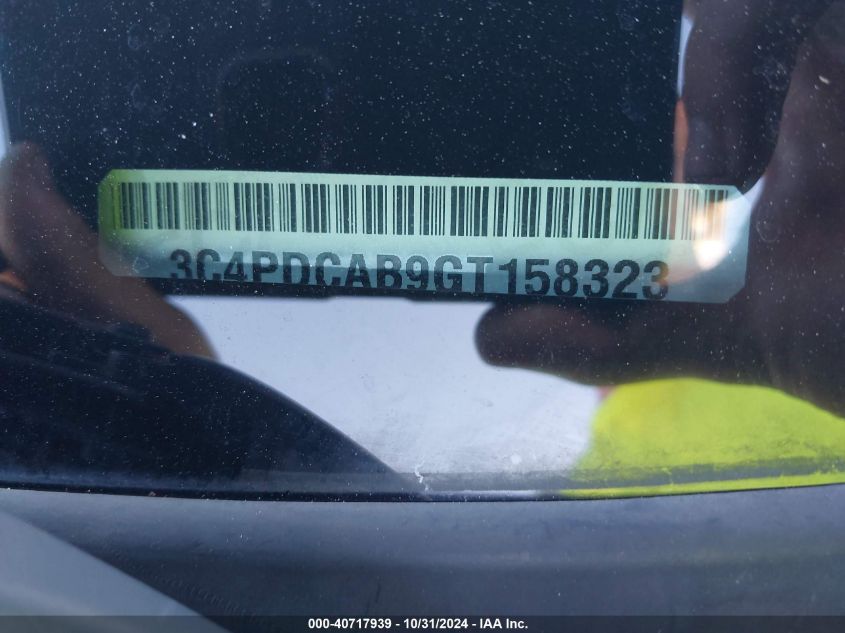 3C4PDCAB9GT158323
000-40717939 - 10/31/2024 - IAA Inc.